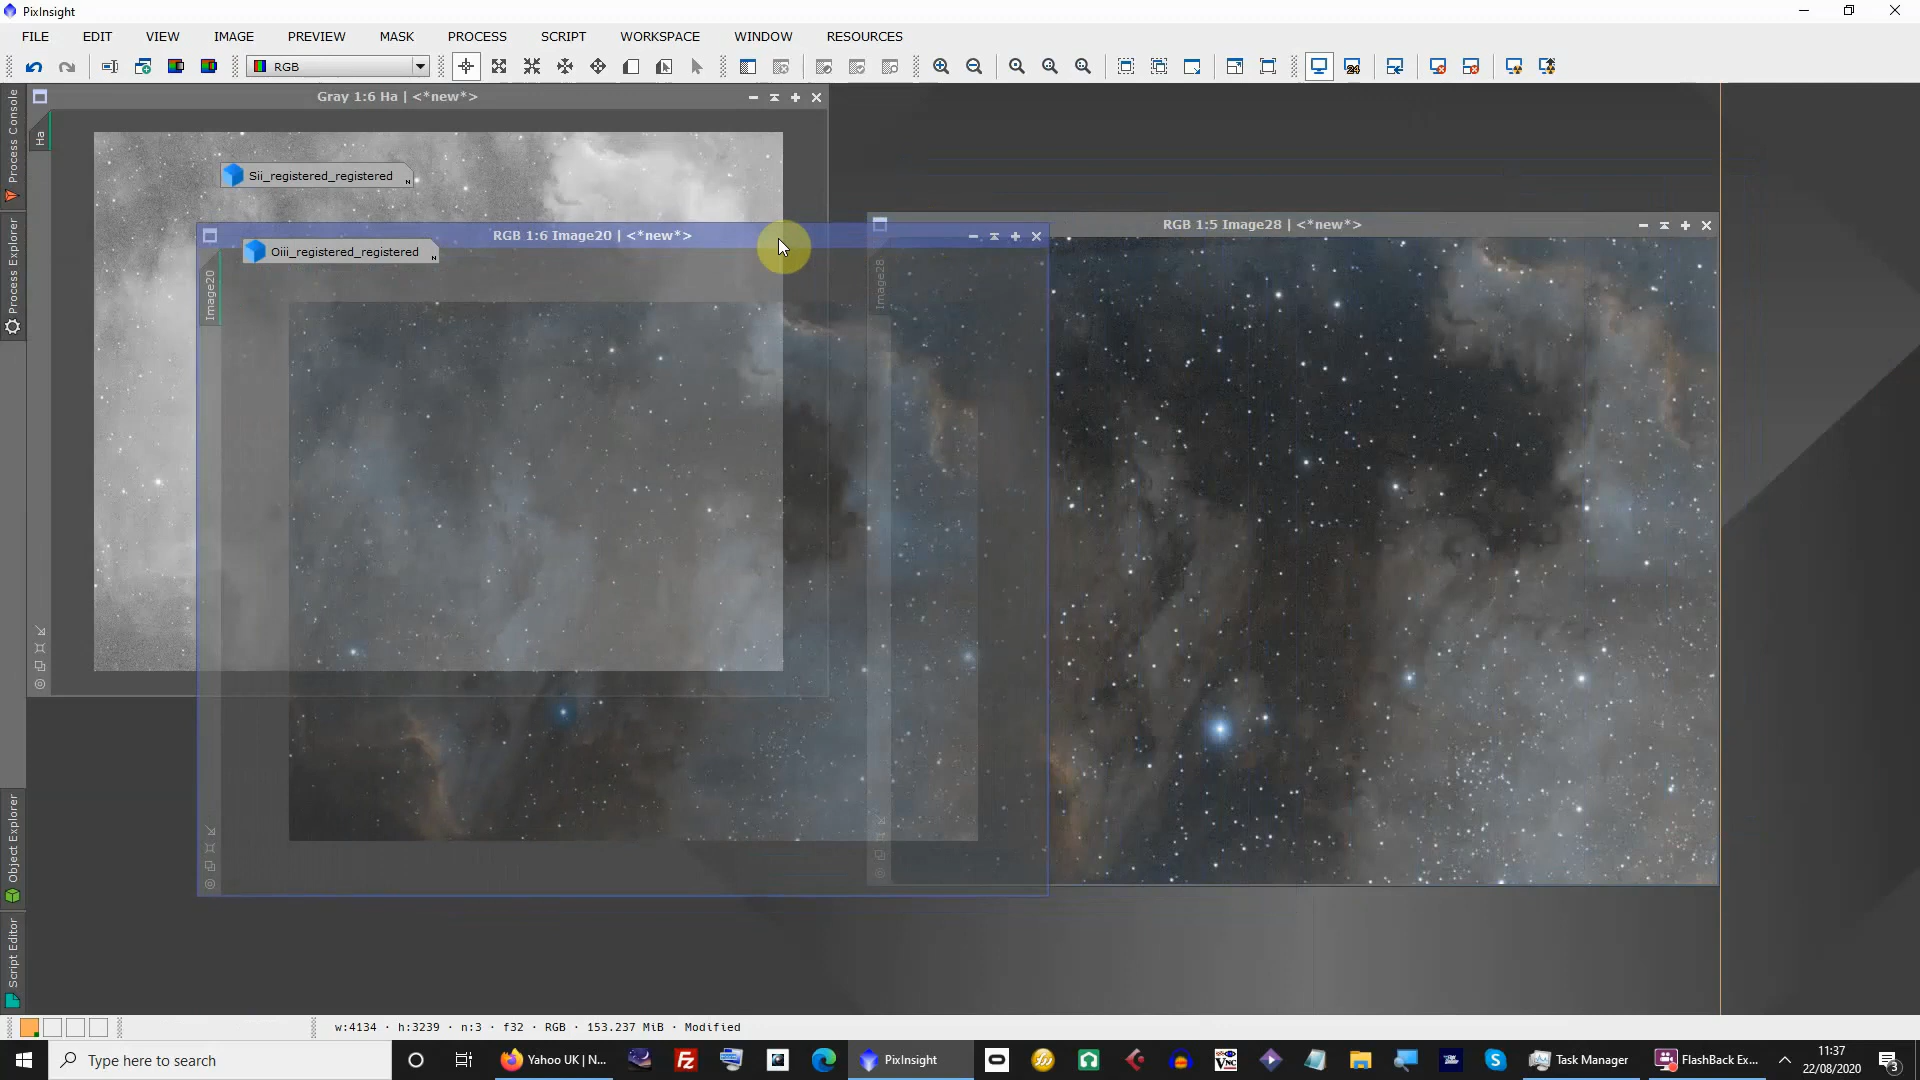 PixInsight
FILE EDIT VIEW IMAGE PREVIEW MASK PROCESS SCRIPT WORKSPACE WINDOW RESOURCES
RGB
24
Process Console
Process Explorer
Object Explorer
Script Editor
Gray 1:6 Ha | <*new*>
Ha
Sii_registered_registered
N
RGB 1:6 Image20 | <*new*>
Image20
Oiii_registered_registered
N
RGB 1:5 Image28 | <*new*>
Image28
w:4134 · h:3239 · n:3 · f32 · RGB · 153.237 MiB · Modified
Type here to search
Yahoo UK | N...
PixInsight
Task Manager
FlashBack Ex...
11:37
22/08/2020
3